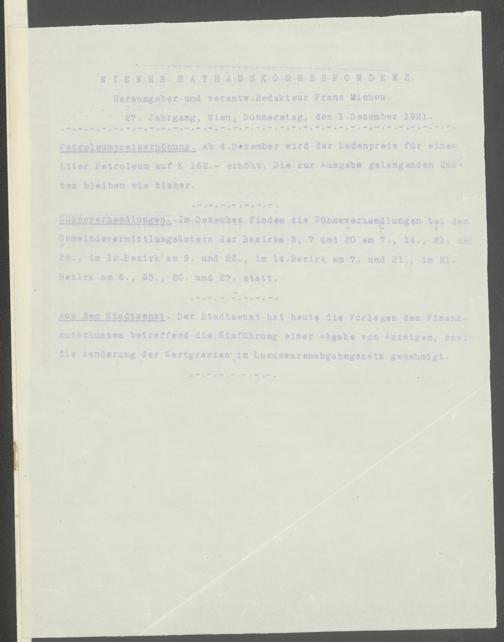 WIENER RATHAUSKORRESPONDENZ.
Herausgeber und verantw.Redakteur Franz Micheu.
27. Jahrgang, Wien, Donnerstag, den 1.Dezember 1921.
Petroleumpreiserhöhung. Ab 4.Dezember wird der Ladenpreis für einen
Liter Petroleum auf K 162.- erhöht. Die zur Ausgabe gelangenden Quo-
ten bleiben wie bisher.
Sühneverhandlungen. Im Dezember finden die Sühneverhandlungen bei den
Gemeindevermittlungsämtern der Bezirke 5, 7 und 20 am 7., 14., 21. und
28., im 12.Bezirk am 9. und 23., im 14.Bezirk am 7. und 21., im 21.
Bezirk am 6., 20. und 27. statt.
Aus dem Stadtsenat. Der Stadtsenat hat heute die Vorlagen des Finanz-
ausschusses betreffend die Einführung einer Abgabe von Anzeigen, sowie
die Aenderung der Wertgrenzen im Luxuswarenabgabegesetz genehmigt.